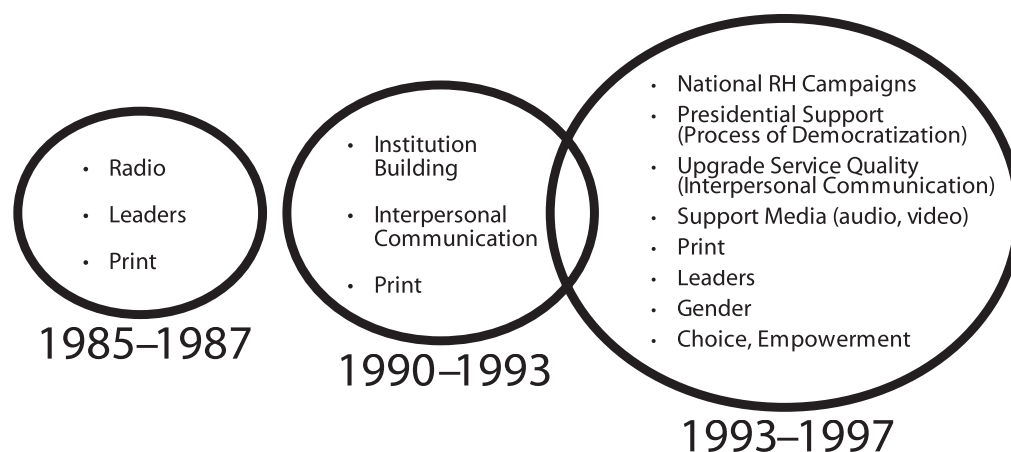 • Radio
• Leaders
• Print
1985–1987
• Institution
Building
• Interpersonal
Communication
• Print
1990–1993
• National RH Campaigns
• Presidential Support
(Process of Democratization)
• Upgrade Service Quality
(Interpersonal Communication)
• Support Media (audio, video)
• Print
• Leaders
• Gender
• Choice, Empowerment
1993–1997